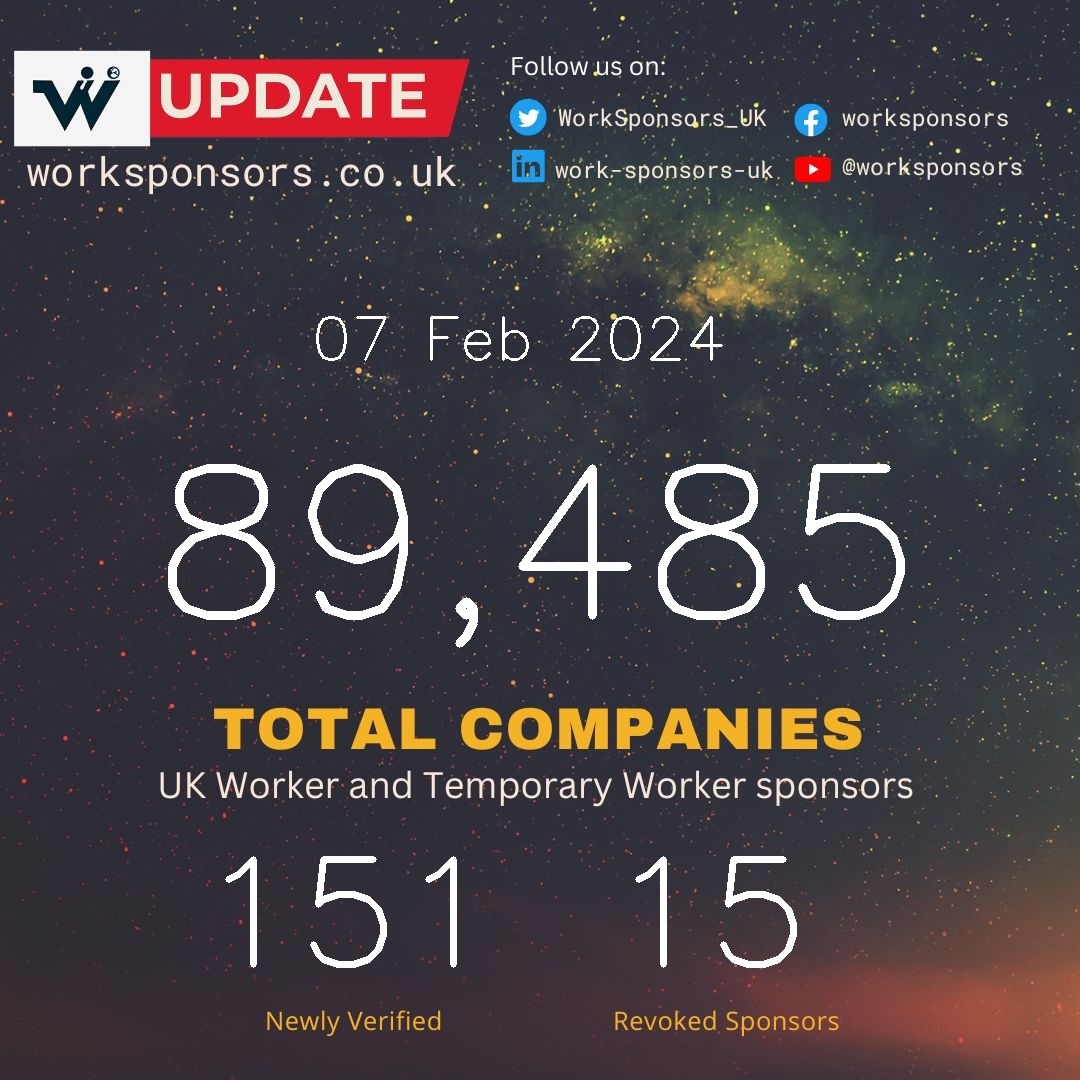 UPDATE
worksponsors.co.uk
Follow us on:
WorkSponsors_UK
worksponsors
work-sponsors-uk
@worksponsors
07 Feb 2024
89,485
TOTAL COMPANIES
UK Worker and Temporary Worker sponsors
151
15
Newly Verified
Revoked Sponsors